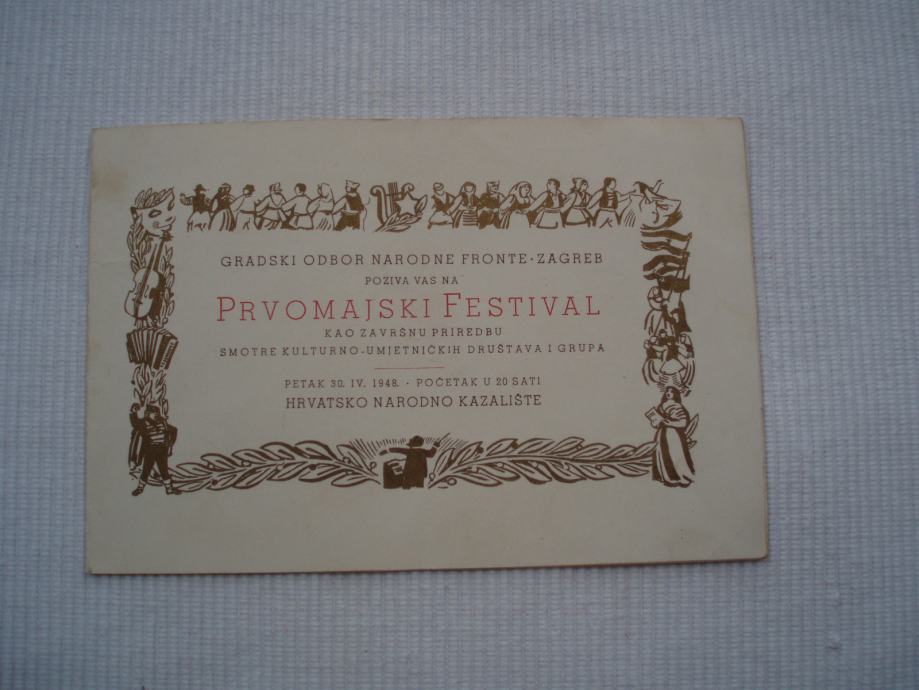 GRADSKI ODBOR NARODNE FRONTE · ZAGREB
POZIVA VAS NA
PRVOMAJSKI FESTIVAL
KAO ZAVRŠNU PRIREDBU
SMOTRE KULTURNO-UMJETNIČKIH DRUŠTAVA I GRUPA
PETAK 30. IV. 1948. · POČETAK U 20 SATI
HRVATSKO NARODNO KAZALIŠTE